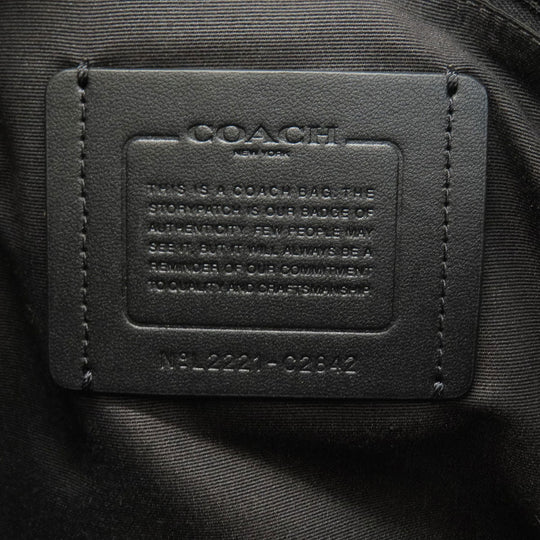 COACH
NEW YORK
THIS IS A COACH BAG. THE
STORYPATCH IS OUR BADGE OF
AUTHENTICITY. FEW PEOPLE MAY
SEE IT, BUT IT WILL ALWAYS BE A
REMINDER OF OUR COMMITMENT
TO QUALITY AND CRAFTSMANSHIP.
Nº L2221-C2642